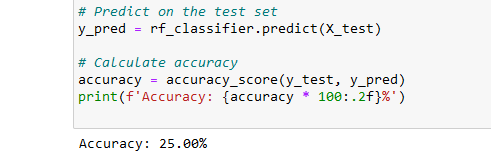 # Predict on the test set
y_pred = rf_classifier.predict(X_test)
# Calculate accuracy
accuracy = accuracy_score(y_test, y_pred)
print(f'Accuracy: {accuracy * 100:.2f}%')
Accuracy: 25.00%